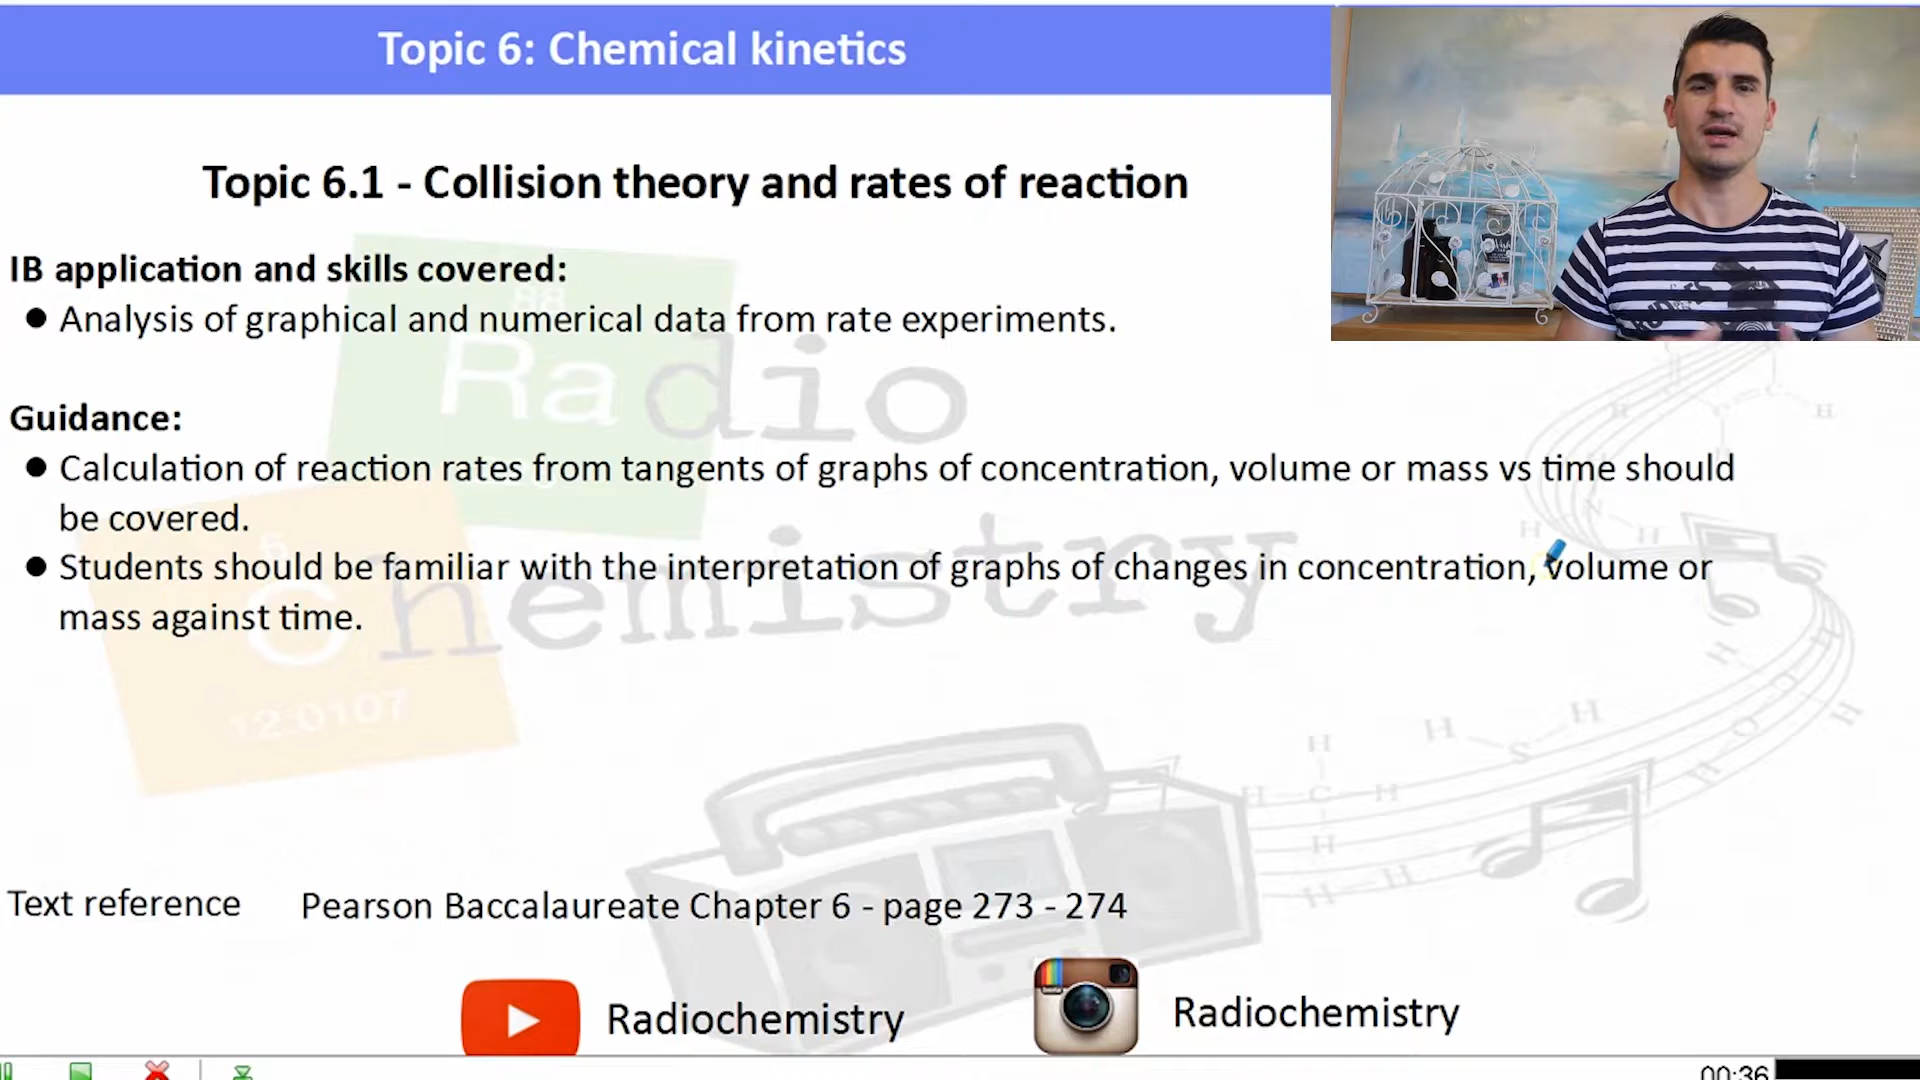 Topic 6: Chemical kinetics
Topic 6.1 - Collision theory and rates of reaction
IB application and skills covered:
● Analysis of graphical and numerical data from rate experiments.
Guidance:
● Calculation of reaction rates from tangents of graphs of concentration, volume or mass vs time should
be covered.
● Students should be familiar with the interpretation of graphs of changes in concentration, volume or
mass against time.
Radio
Chemistry
12.0107
Text reference Pearson Baccalaureate Chapter 6 - page 273 - 274
Radiochemistry Radiochemistry
00:36